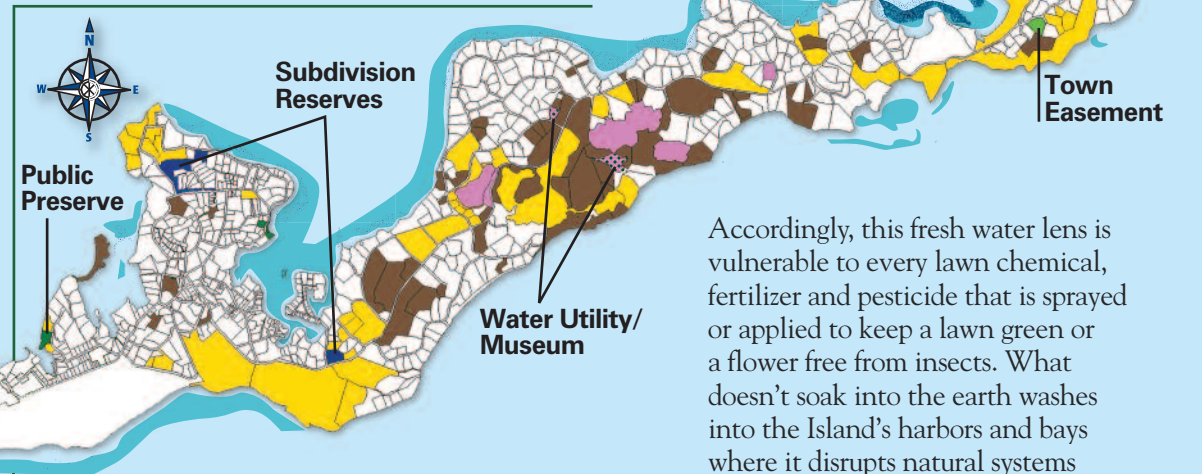 N
W
E
S
Subdivision
Reserves
Public
Preserve
Town
Easement
Water Utility/
Museum
Accordingly, this fresh water lens is
vulnerable to every lawn chemical,
fertilizer and pesticide that is sprayed
or applied to keep a lawn green or
a flower free from insects. What
doesn't soak into the earth washes
into the Island's harbors and bays
where it disrupts natural systems